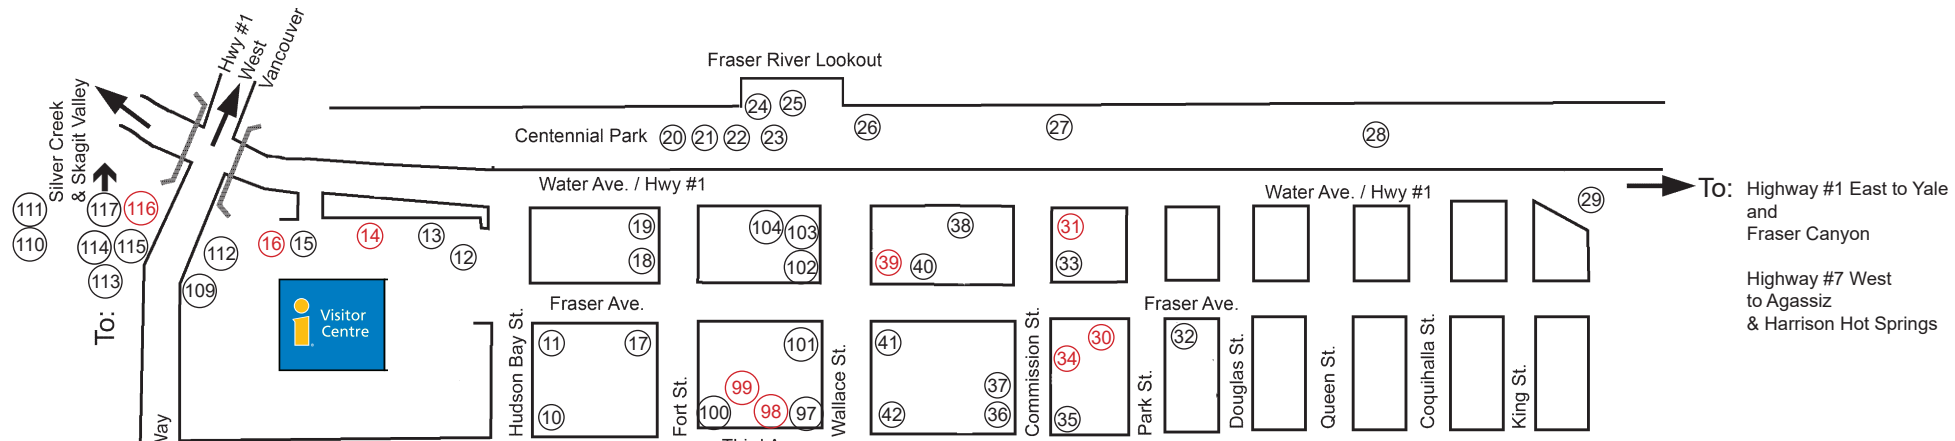 Hwy #1
West
Vancouver
Silver Creek
& Skagit Valley
Fraser River Lookout
24 25
Centennial Park 20 21 22 23
26 27 28
Water Ave. / Hwy #1
Water Ave. / Hwy #1
To: Highway #1 East to Yale
and
Fraser Canyon
Highway #7 West
to Agassiz
& Harrison Hot Springs
29
111 117 116
110 114 115
113
To:
112 16 15 14 13
109 12
i Visitor
Centre
19 104 103 38 31
18 102 39 40 33
Fraser Ave.
Fraser Ave.
Hudson Bay St.
Fort St.
Wallace St.
Commission St.
Park St.
Douglas St.
Queen St.
Coquihalla St.
King St.
11 17 101 41 30 32
34
99 37
10 100 98 97 42 36 35
Way